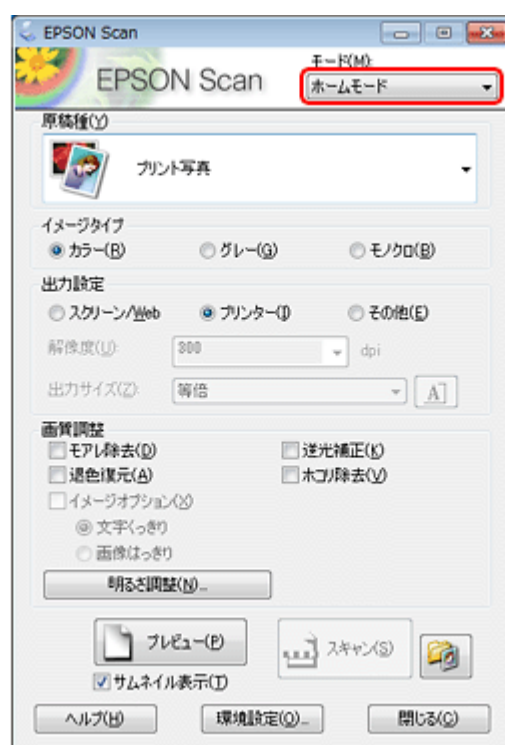 EPSON Scan
モード(M):
EPSON Scan
ホームモード
原稿種(Y)
プリント写真
イメージタイプ
カラー(R) グレー(G) モノクロ(B)
出力設定
スクリーン/Web プリンター(I) その他(E)
解像度(U): 300 dpi
出力サイズ(Z): 等倍 A
画質調整
モアレ除去(D) 逆光補正(K)
退色復元(A) ホコリ除去(V)
イメージオプション(X)
文字くっきり
画像はっきり
明るさ調整(N)...
プレビュー(P) スキャン(S)
サムネイル表示(T)
ヘルプ(H) 環境設定(O)... 閉じる(C)